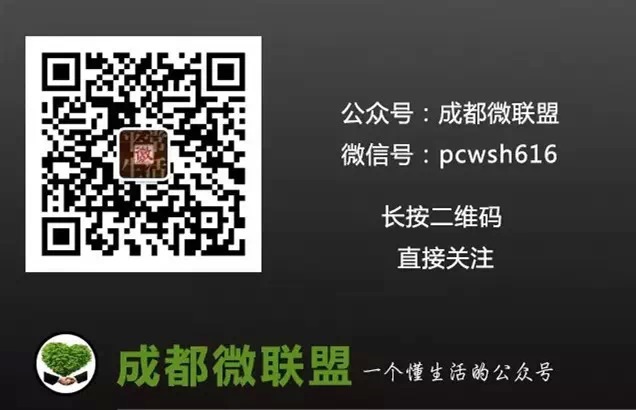 公众号：成都微联盟
微信号：pcwsh616
长按二维码
直接关注
成都微联盟 一个懂生活的公众号